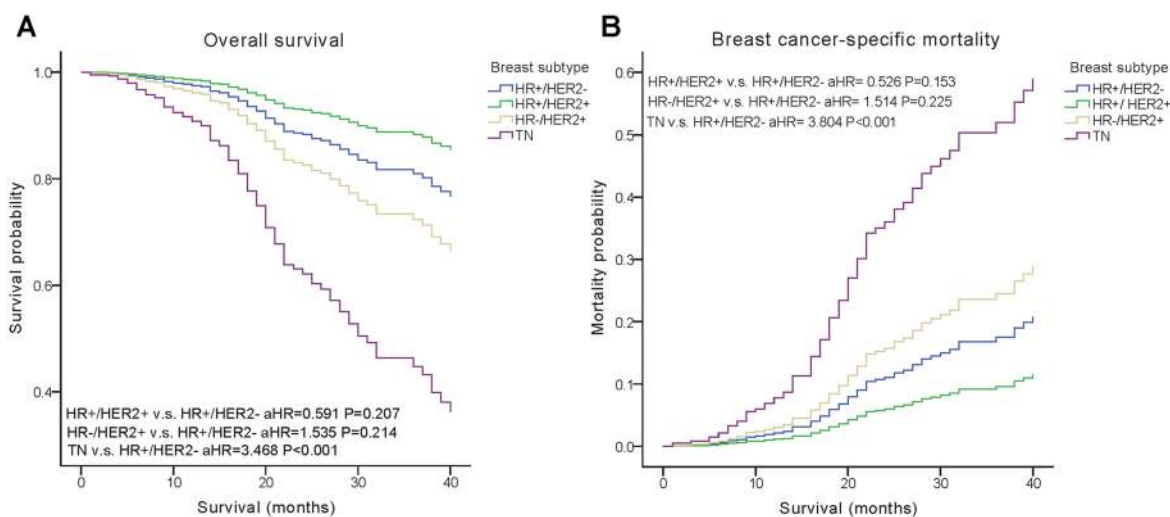 A
Overall survival
Breast subtype
HR+/HER2-
HR+/HER2+
HR-/HER2+
TN
1.0
0.8
0.6
0.4
Survival probability
HR+/HER2+ v.s. HR+/HER2- aHR=0.591 P=0.207
HR-/HER2+ v.s. HR+/HER2- aHR=1.535 P=0.214
TN v.s. HR+/HER2- aHR=3.468 P<0.001
0 10 20 30 40
Survival (months)
B
Breast cancer-specific mortality
Breast subtype
HR+/HER2-
HR+/ HER2+
HR-/HER2+
TN
HR+/HER2+ v.s. HR+/HER2- aHR= 0.526 P=0.153
HR-/HER2+ v.s. HR+/HER2- aHR= 1.514 P=0.225
TN v.s. HR+/HER2- aHR= 3.804 P<0.001
0.6
0.5
0.4
0.3
0.2
0.1
0.0
Mortality probability
0 10 20 30 40
Survival (months)